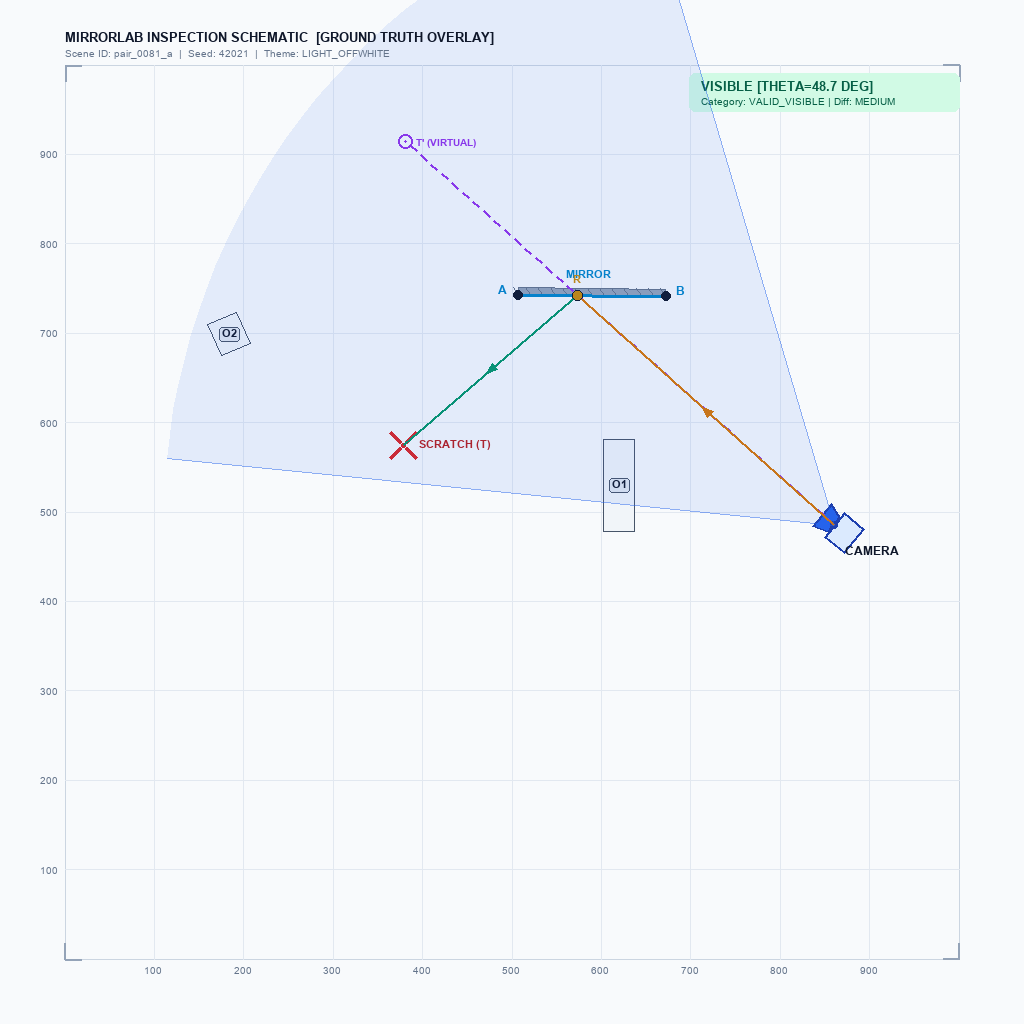 MIRRORLAB INSPECTION SCHEMATIC [GROUND TRUTH OVERLAY]
Scene ID: pair_0081_a | Seed: 42021 | Theme: LIGHT_OFFWHITE
VISIBLE [THETA=48.7 DEG]
Category: VALID_VISIBLE | Diff: MEDIUM
T' (VIRTUAL)
MIRROR
R
A
B
O2
SCRATCH (T)
O1
CAMERA
900
800
700
600
500
400
300
200
100
100 200 300 400 500 600 700 800 900